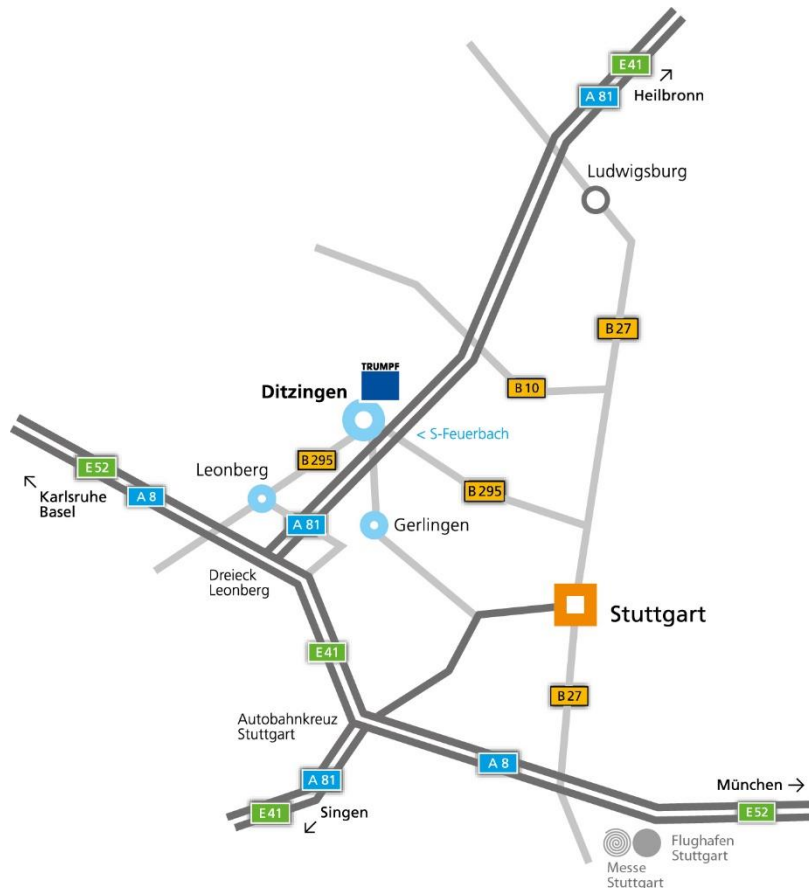 E41
A 81
Heilbronn
Ludwigsburg
B 27
TRUMPF
Ditzingen
B 10
< S-Feuerbach
E52
A 8
Karlsruhe
Basel
Leonberg
B 295
B 295
A 81
Gerlingen
Dreieck
Leonberg
Stuttgart
E41
B 27
Autobahnkreuz
Stuttgart
A 8
A 81
München
E41
Singen
E52
Flughafen
Stuttgart
Messe
Stuttgart